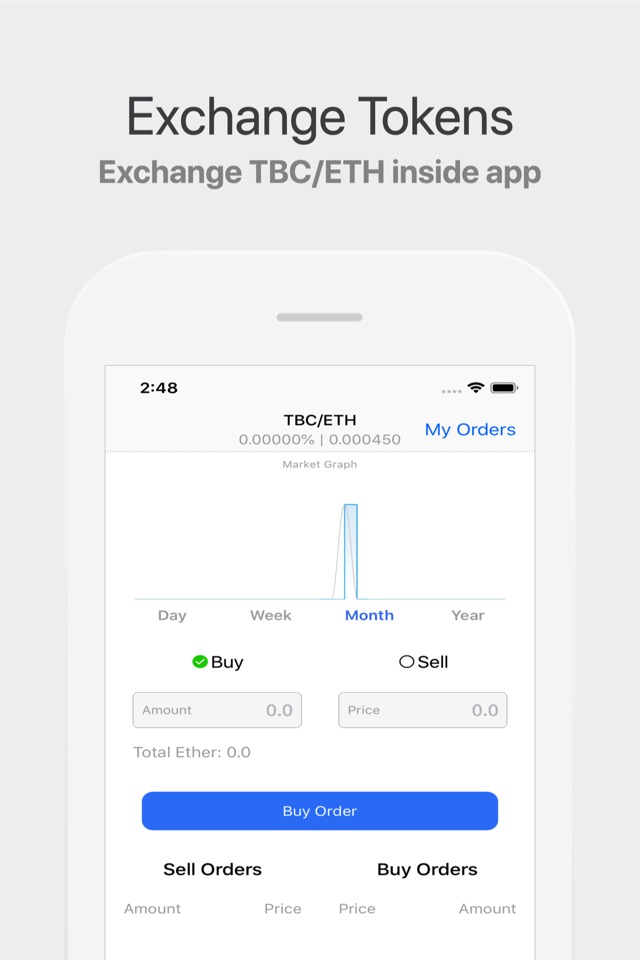 Exchange Tokens
Exchange TBC/ETH inside app
2:48
TBC/ETH
0.00000% | 0.000450
My Orders
Market Graph
Day Week Month Year
Buy Sell
Amount 0.0 Price 0.0
Total Ether: 0.0
Buy Order
Sell Orders Buy Orders
Amount Price Price Amount